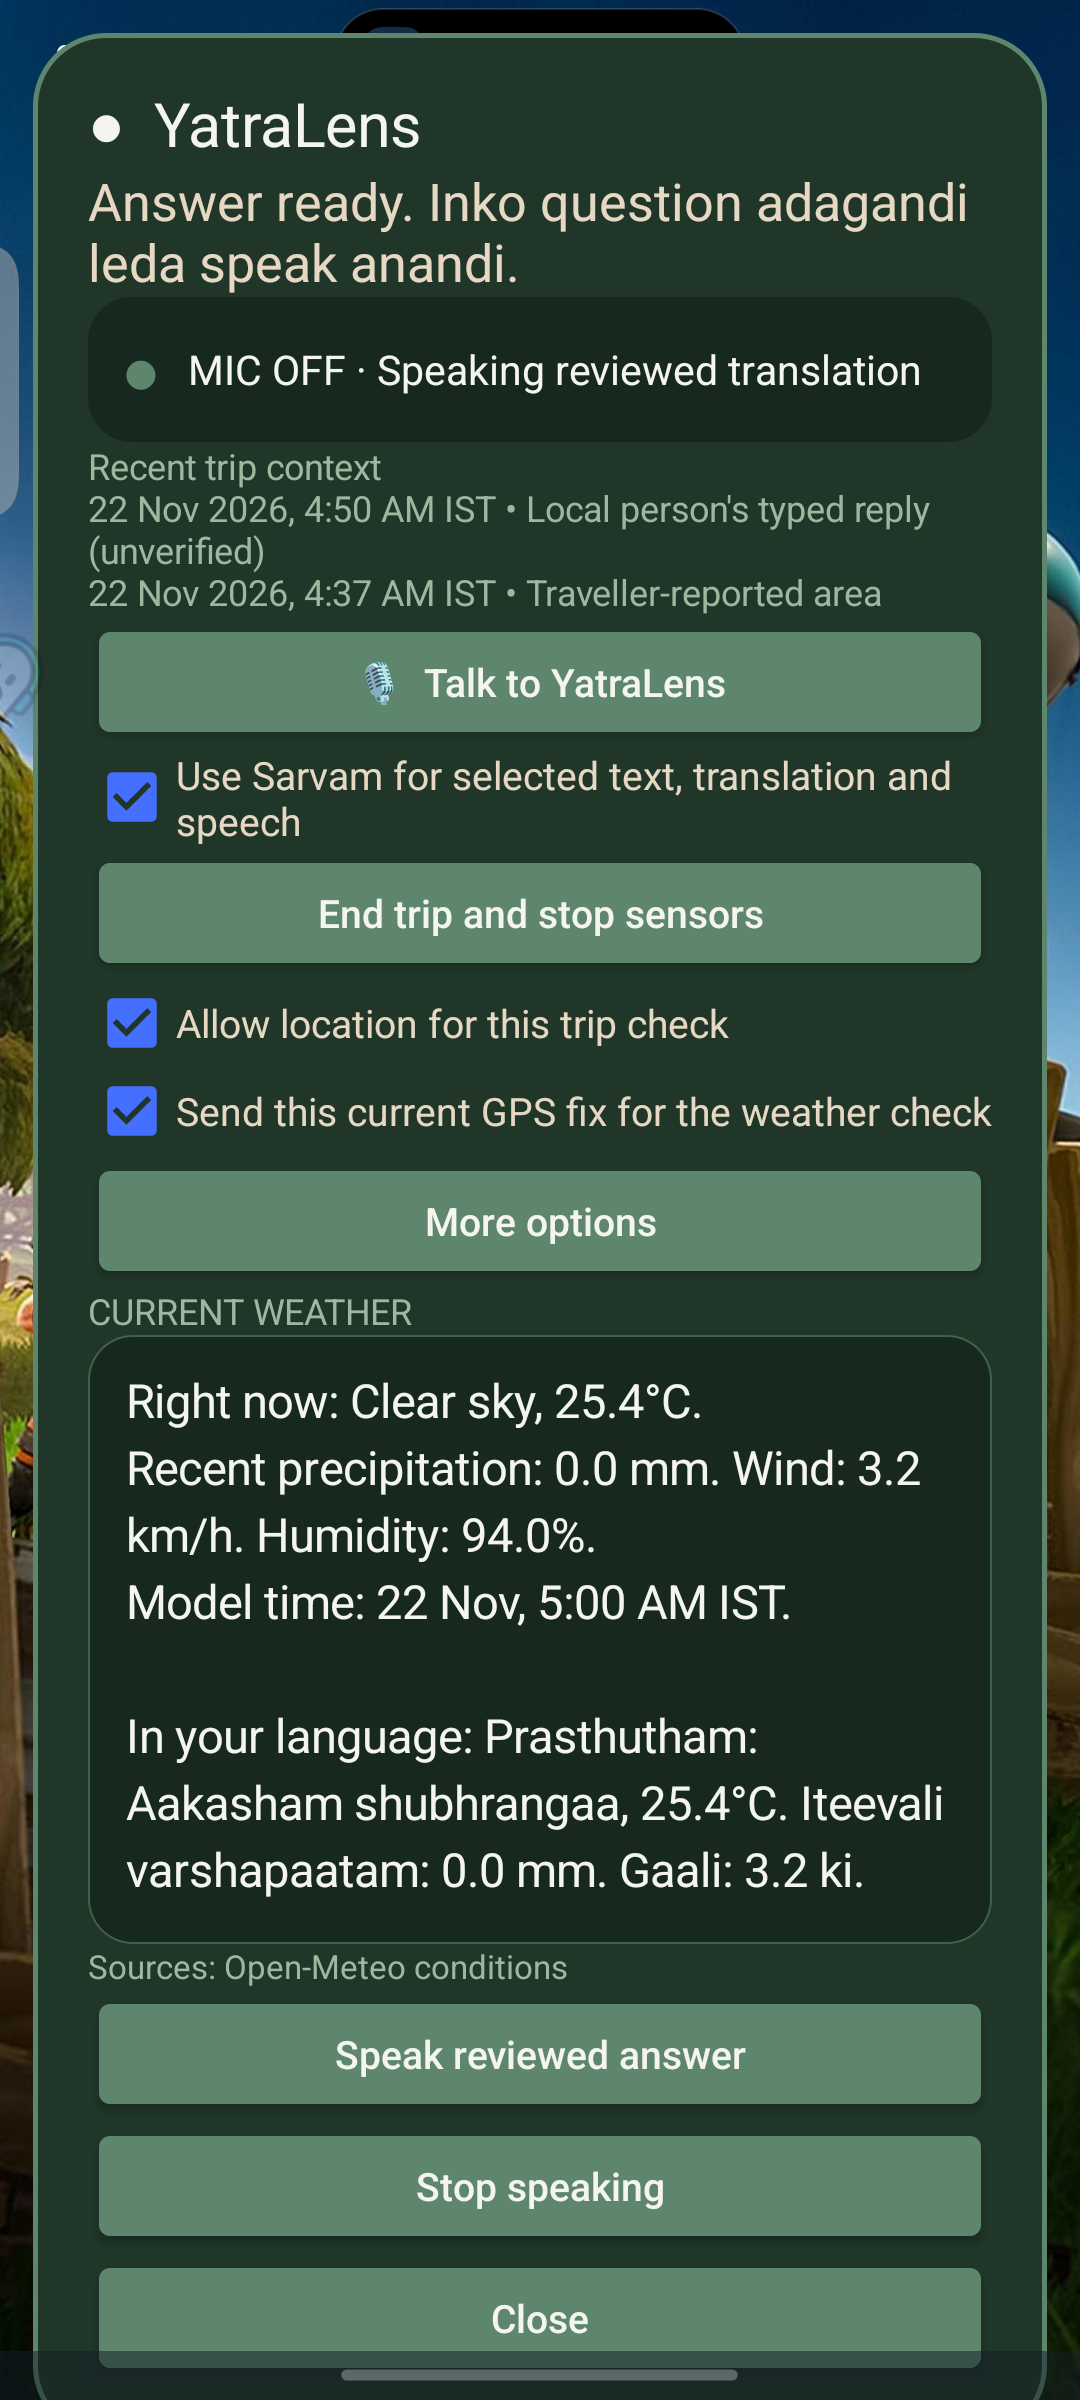 YatraLens
Answer ready. Inko question adagandi
leda speak anandi.
MIC OFF · Speaking reviewed translation
Recent trip context
22 Nov 2026, 4:50 AM IST • Local person's typed reply
(unverified)
22 Nov 2026, 4:37 AM IST • Traveller-reported area
Talk to YatraLens
Use Sarvam for selected text, translation and
speech
End trip and stop sensors
Allow location for this trip check
Send this current GPS fix for the weather check
More options
CURRENT WEATHER
Right now: Clear sky, 25.4°C.
Recent precipitation: 0.0 mm. Wind: 3.2
km/h. Humidity: 94.0%.
Model time: 22 Nov, 5:00 AM IST.
In your language: Prasthutham:
Aakasham shubhrangaa, 25.4°C. Iteevali
varshapaatam: 0.0 mm. Gaali: 3.2 ki.
Sources: Open-Meteo conditions
Speak reviewed answer
Stop speaking
Close